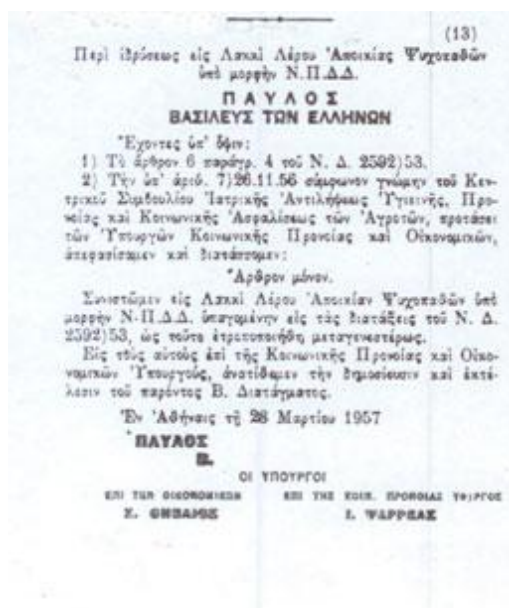 (13)
Περὶ ἱδρύσεως εἰς Λακκὶ Λέρου Ἀποικίας Ψυχοπαθῶν
ὑπὸ μορφὴν Ν.Π.Δ.Δ.
ΠΑΥΛΟΣ
ΒΑΣΙΛΕΥΣ ΤΩΝ ΕΛΛΗΝΩΝ
Ἔχοντες ὑπ' ὄψιν:
1) Τὸ ἄρθρον 6 παράγρ. 4 τοῦ Ν. Δ. 2592)53.
2) Τὴν ὑπ' ἀριθ. 7)26.11.56 σύμφωνον γνώμην τοῦ Κεν-
τρικοῦ Συμβουλίου Ἰατρικῆς Ἀντιλήψεως Ὑγιεινῆς, Προ-
νοίας καὶ Κοινωνικῆς Ἀσφαλίσεως τῶν Ἀγροτῶν, προτάσει
τῶν Ὑπουργῶν Κοινωνικῆς Προνοίας καὶ Οἰκονομικῶν,
ἀπεφασίσαμεν καὶ διατάσσομεν:
Ἄρθρον μόνον.
Συνιστῶμεν εἰς Λακκὶ Λέρου Ἀποικίαν Ψυχοπαθῶν ὑπὸ
μορφὴν Ν.Π.Δ.Δ. ὑπαγομένην εἰς τὰς διατάξεις τοῦ Ν. Δ.
2592)53, ὡς τοῦτο ἐτροποποιήθη μεταγενεστέρως.
Εἰς τοὺς αὐτοὺς ἐπὶ τῆς Κοινωνικῆς Προνοίας καὶ Οἰκο-
νομικῶν Ὑπουργούς, ἀνατίθεμεν τὴν δημοσίευσιν καὶ ἐκτέ-
λεσιν τοῦ παρόντος Β. Διατάγματος.
Ἐν Ἀθήναις τῇ 28 Μαρτίου 1957
ΠΑΥΛΟΣ
Β.
ΟΙ ΥΠΟΥΡΓΟΙ
ΕΠΙ ΤΩΝ ΟΙΚΟΝΟΜΙΚΩΝ ΕΠΙ ΤΗΣ ΚΟΙΝ. ΠΡΟΝΟΙΑΣ ΥΦ)ΡΓΟΣ
Χ. ΘΗΒΑΙΟΣ Ι. ΨΑΡΡΕΑΣ